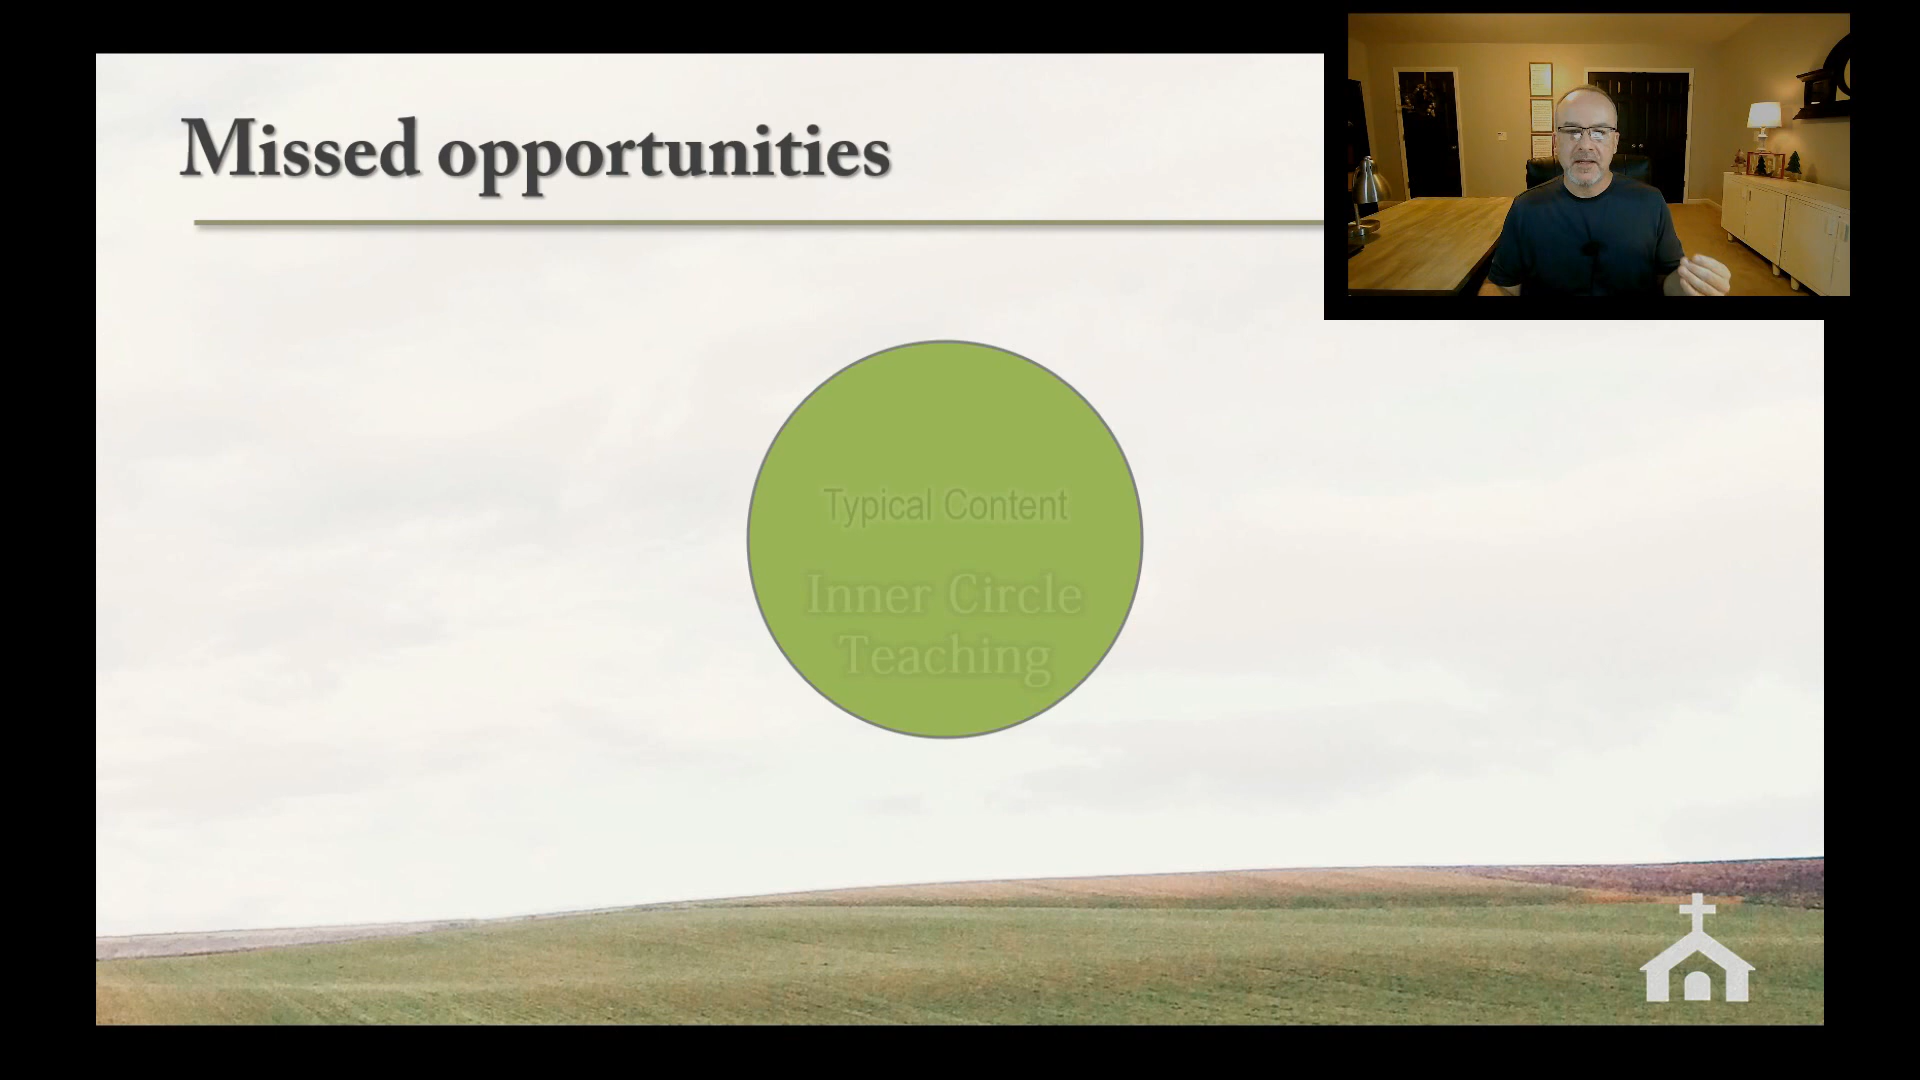 Missed opportunities
Typical Content
Inner Circle
Teaching